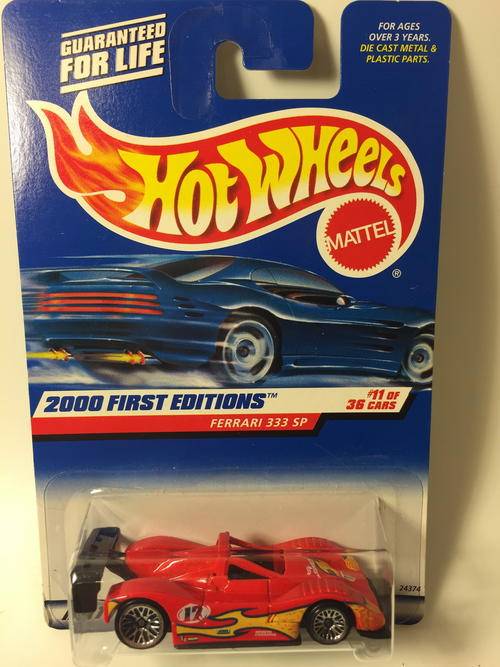 GUARANTEED
FOR LIFE
FOR AGES
OVER 3 YEARS.
DIE CAST METAL &
PLASTIC PARTS.
HOT WHEELS
MATTEL
®
2000 FIRST EDITIONS™
#11 OF
36 CARS
FERRARI 333 SP
24374
12